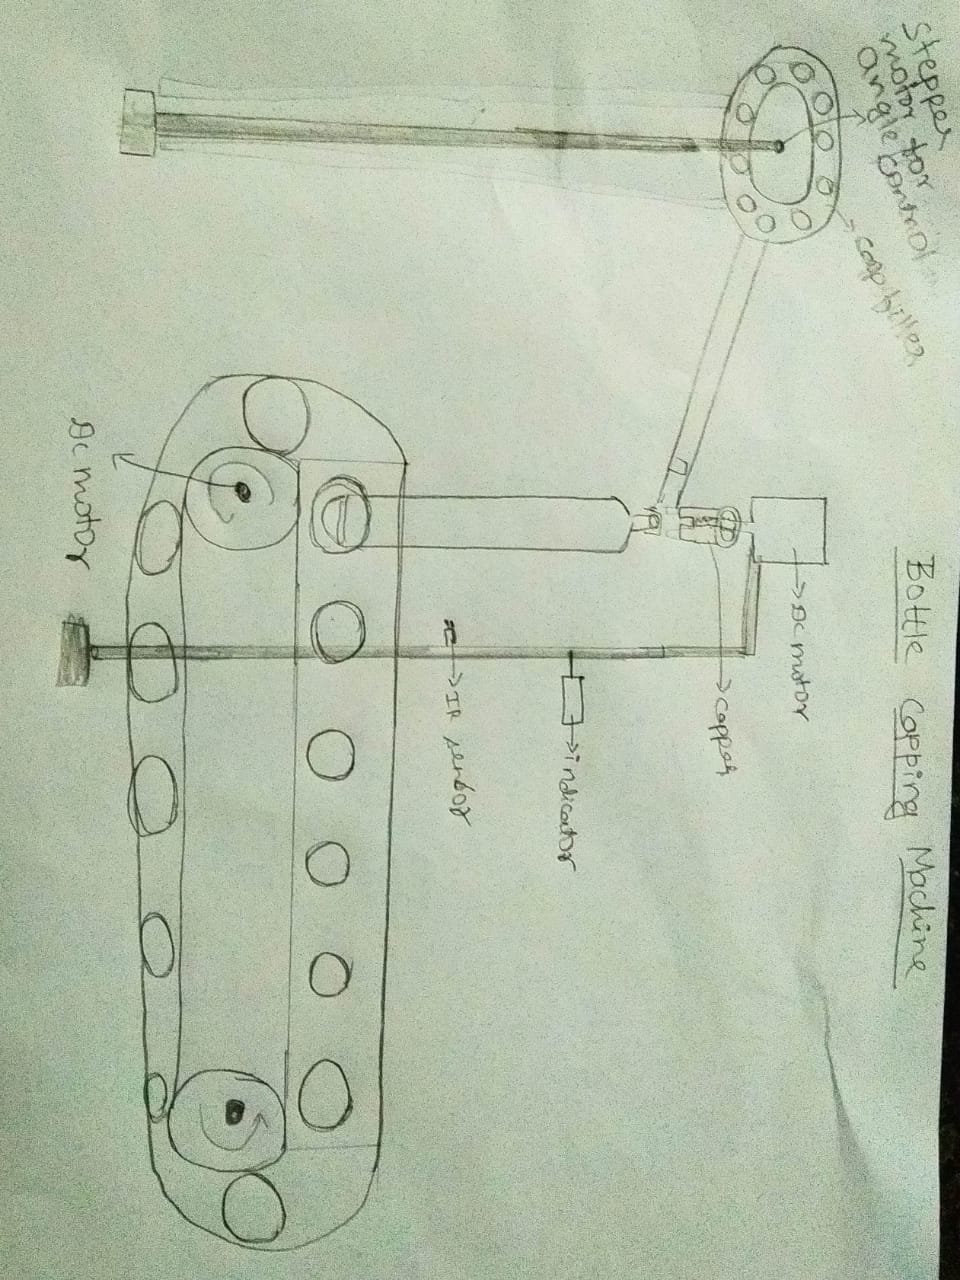 Bottle Capping Machine
Stepper
motor for
angle control
cap filler
DC motor
capper
indicator
IR sensor
DC motor